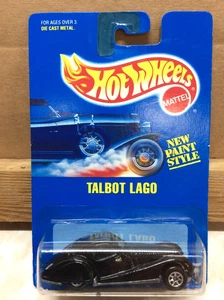 FOR AGES OVER 3
DIE CAST METAL.
HOT WHEELS
MATTEL
NEW
PAINT
STYLE
TALBOT LAGO